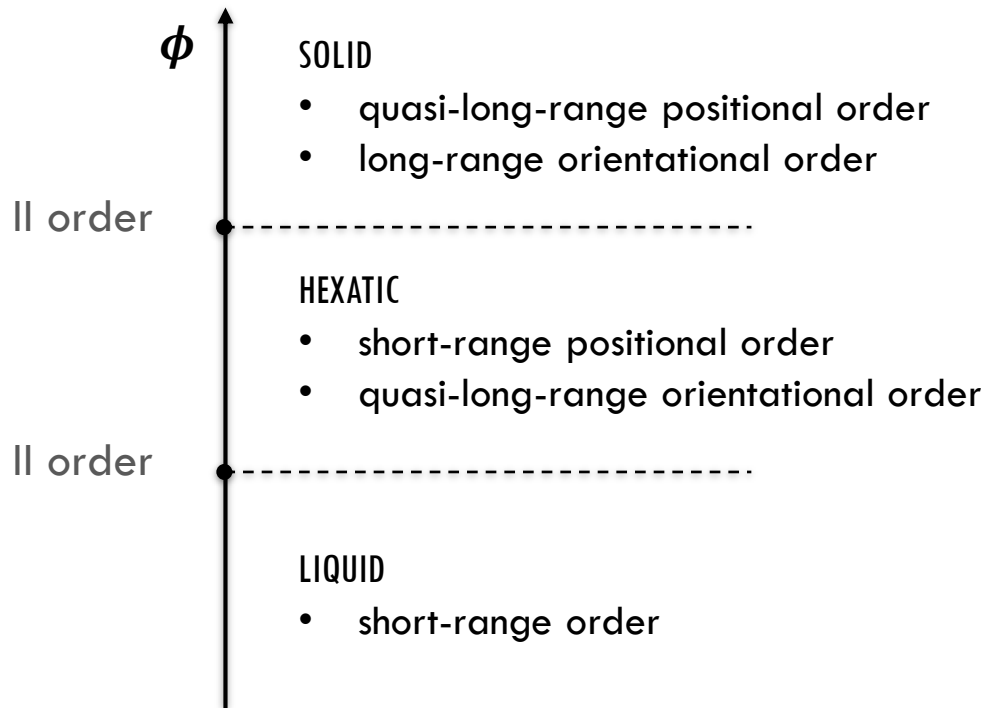 ϕ
SOLID
• quasi-long-range positional order
• long-range orientational order
II order
HEXATIC
• short-range positional order
• quasi-long-range orientational order
II order
LIQUID
• short-range order